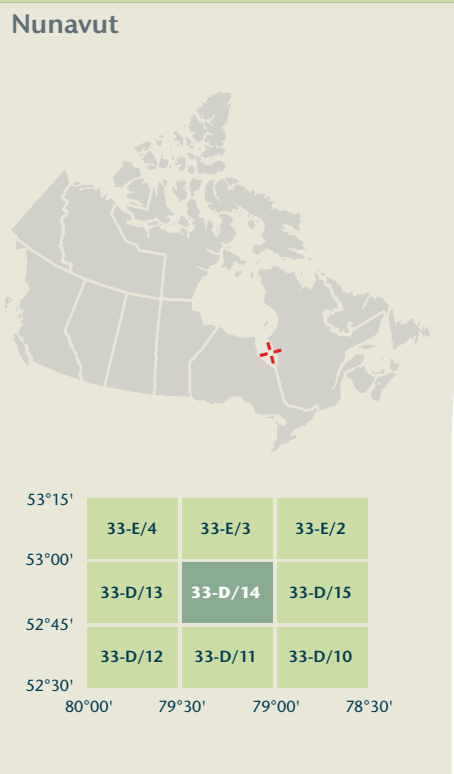 Nunavut
53°15'
33-E/4 33-E/3 33-E/2
53°00'
33-D/13 33-D/14 33-D/15
52°45'
33-D/12 33-D/11 33-D/10
52°30'
80°00' 79°30' 79°00' 78°30'